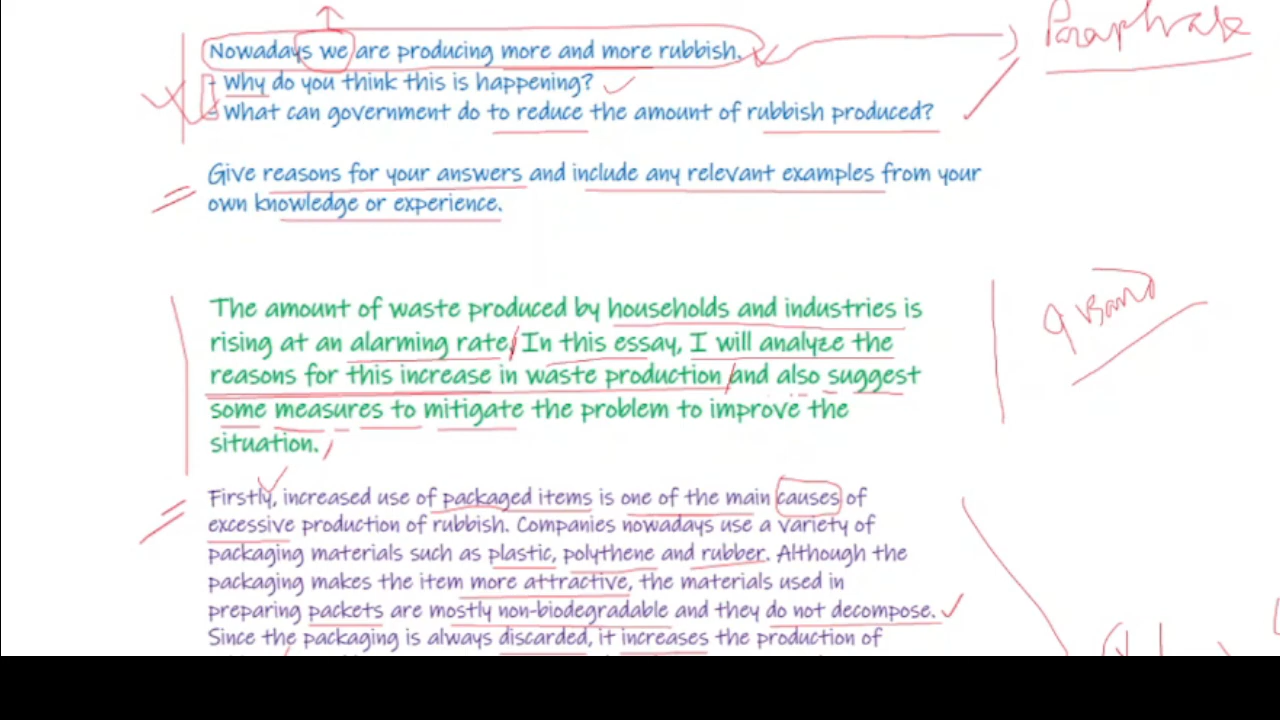 Nowadays we are producing more and more rubbish.
- Why do you think this is happening?
- What can government do to reduce the amount of rubbish produced?
Paraphrase
Give reasons for your answers and include any relevant examples from your
own knowledge or experience.
The amount of waste produced by households and industries is
rising at an alarming rate. In this essay, I will analyze the
reasons for this increase in waste production and also suggest
some measures to mitigate the problem to improve the
situation.
9 Band
Firstly, increased use of packaged items is one of the main causes of
excessive production of rubbish. Companies nowadays use a variety of
packaging materials such as plastic, polythene and rubber. Although the
packaging makes the item more attractive, the materials used in
preparing packets are mostly non-biodegradable and they do not decompose.
Since the packaging is always discarded, it increases the production of